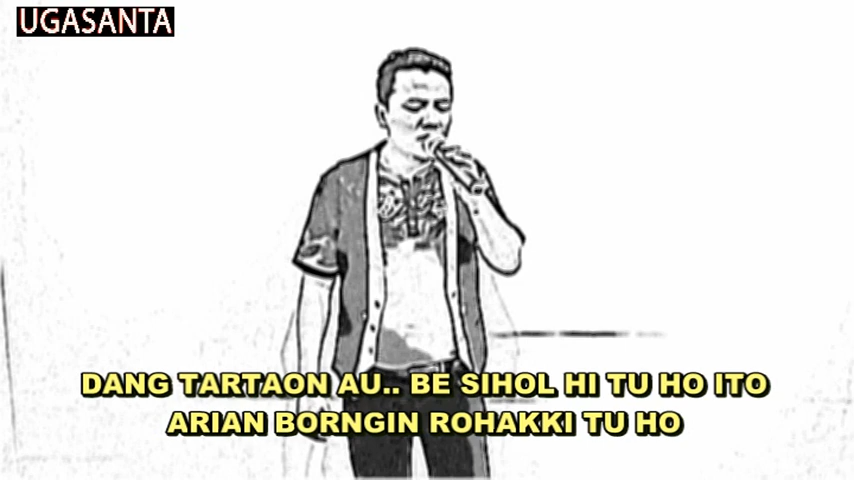 UGASANTA
DANG TARTAON AU.. BE SIHOL HI TU HO ITO
ARIAN BORNGIN ROHAKKI TU HO